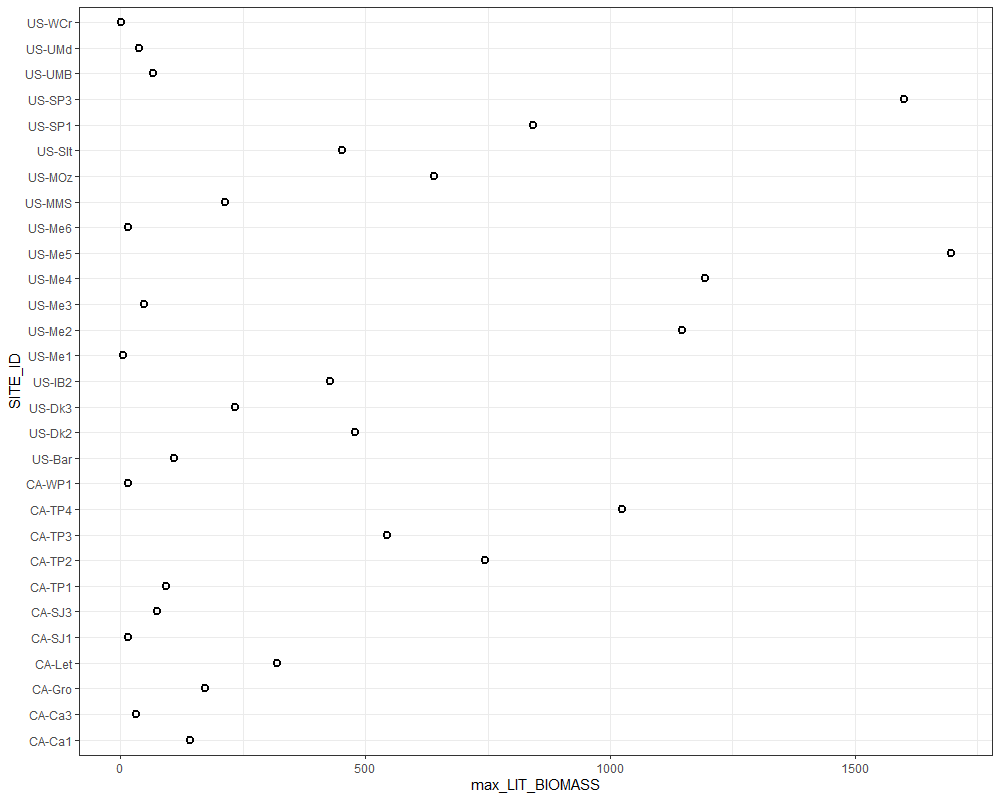 US-WCr
US-UMd
US-UMB
US-SP3
US-SP1
US-Slt
US-MOz
US-MMS
US-Me6
US-Me5
US-Me4
US-Me3
US-Me2
US-Me1
US-IB2
US-Dk3
US-Dk2
US-Bar
CA-WP1
CA-TP4
CA-TP3
CA-TP2
CA-TP1
CA-SJ3
CA-SJ1
CA-Let
CA-Gro
CA-Ca3
CA-Ca1
SITE_ID
0 500 1000 1500
max_LIT_BIOMASS